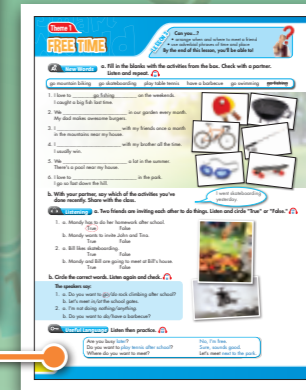 Theme 1
FREE TIME
LET'S DO IT!
Can you...?
• arrange when and where to meet a friend
• use adverbial phrases of time and place
By the end of this lesson, you'll be able to!
New Words a. Fill in the blanks with the activities from the box. Check with a partner.
Listen and repeat.
go mountain biking go skateboarding play table tennis have a barbecue go swimming go fishing
1. I love to go fishing on the weekends.
I caught a big fish last time.
2. We in our garden every month.
My dad makes awesome burgers.
3. I with my friends once a month
in the mountains near my house.
4. I with my brother all the time.
I usually win.
5. We a lot in the summer.
There's a pool near my house.
6. I love to in the park.
I go so fast down the hill.
b. With your partner, say which of the activities you've
done recently. Share with the class.
I went skateboarding
yesterday.
Listening a. Two friends are inviting each other to do things. Listen and circle "True" or "False."
1. a. Mandy has to do her homework after school.
True False
b. Mandy wants to invite John and Tina.
True False
2. a. Bill likes skateboarding.
True False
b. Mandy and Bill are going to meet at Bill's house.
True False
b. Circle the correct words. Listen again and check.
The speakers say:
1. a. Do you want to go/do rock climbing after school?
b. Let's meet in/at the school gates.
2. a. I'm not doing nothing/anything.
b. Do you want to do/have a barbecue?
Useful Language Listen then practice.
Are you busy later? No, I'm free.
Do you want to play tennis after school? Sure, sounds good.
Where do you want to meet? Let's meet next to the park.